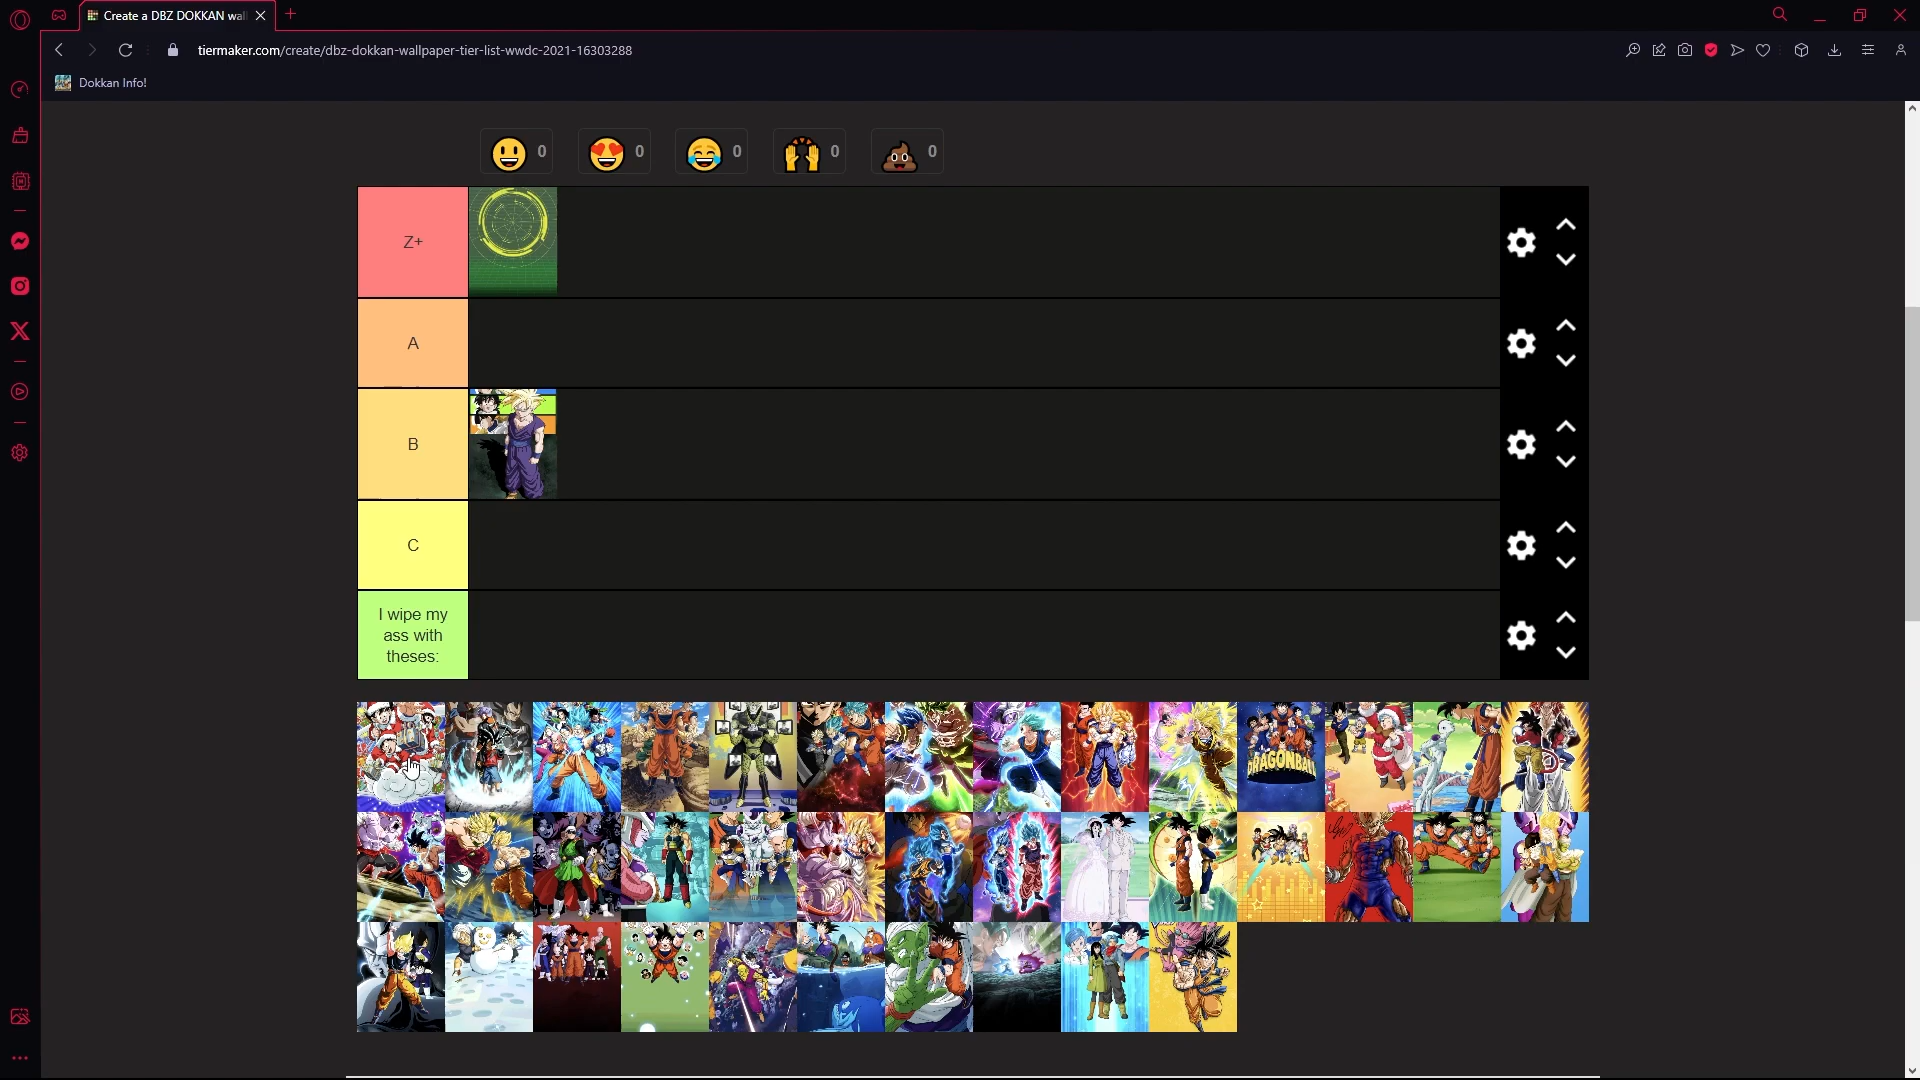 Create a DBZ DOKKAN wal
tiermaker.com/create/dbz-dokkan-wallpaper-tier-list-wwdc-2021-16303288
Dokkan Info!
0
0
0
0
0
Z+
A
B
C
I wipe my
ass with
theses:
DRAGONBALL